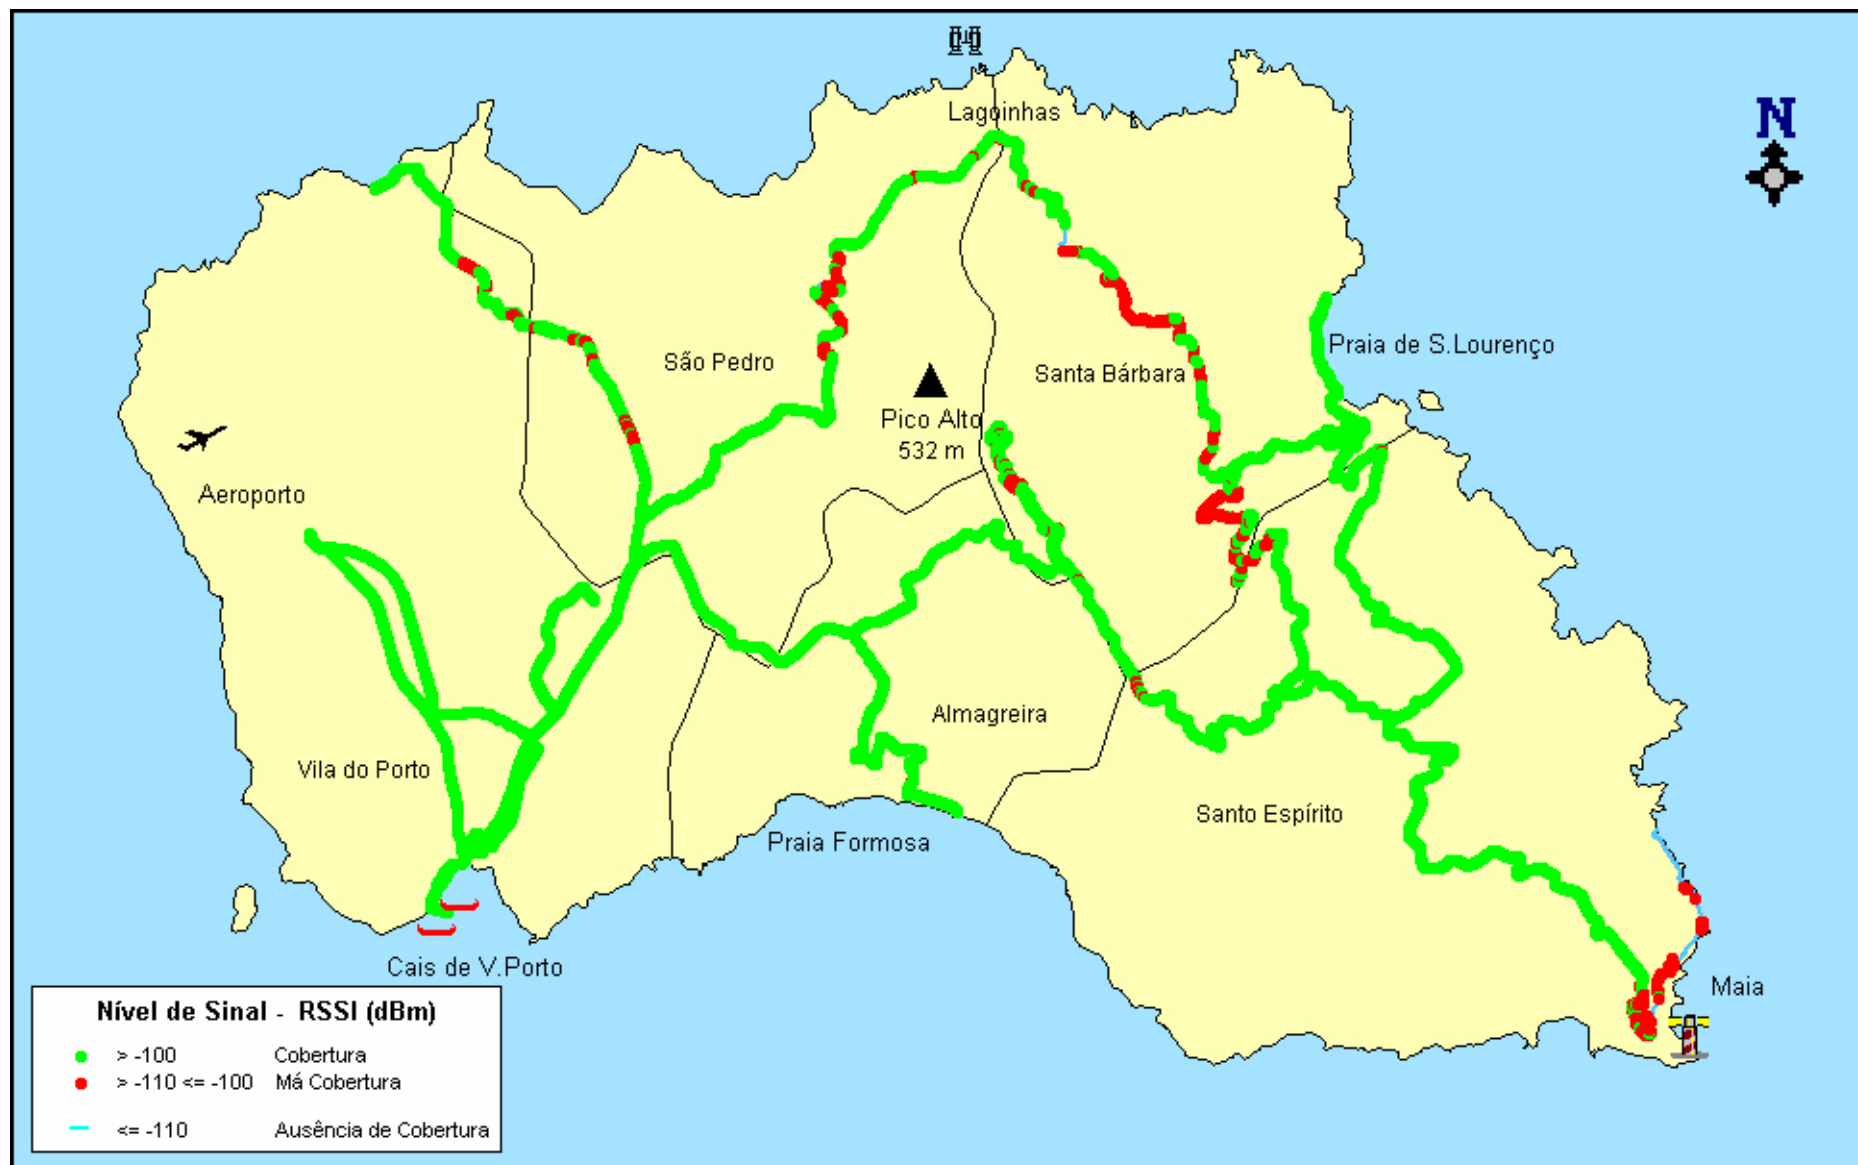 Lagoinhas
N
Praia de S.Lourenço
São Pedro
Santa Bárbara
Pico Alto
532 m
Aeroporto
Almagreira
Vila do Porto
Santo Espírito
Praia Formosa
Cais de V.Porto
Maia
Nível de Sinal - RSSI (dBm)
> -100 Cobertura
> -110 <= -100 Má Cobertura
<= -110 Ausência de Cobertura